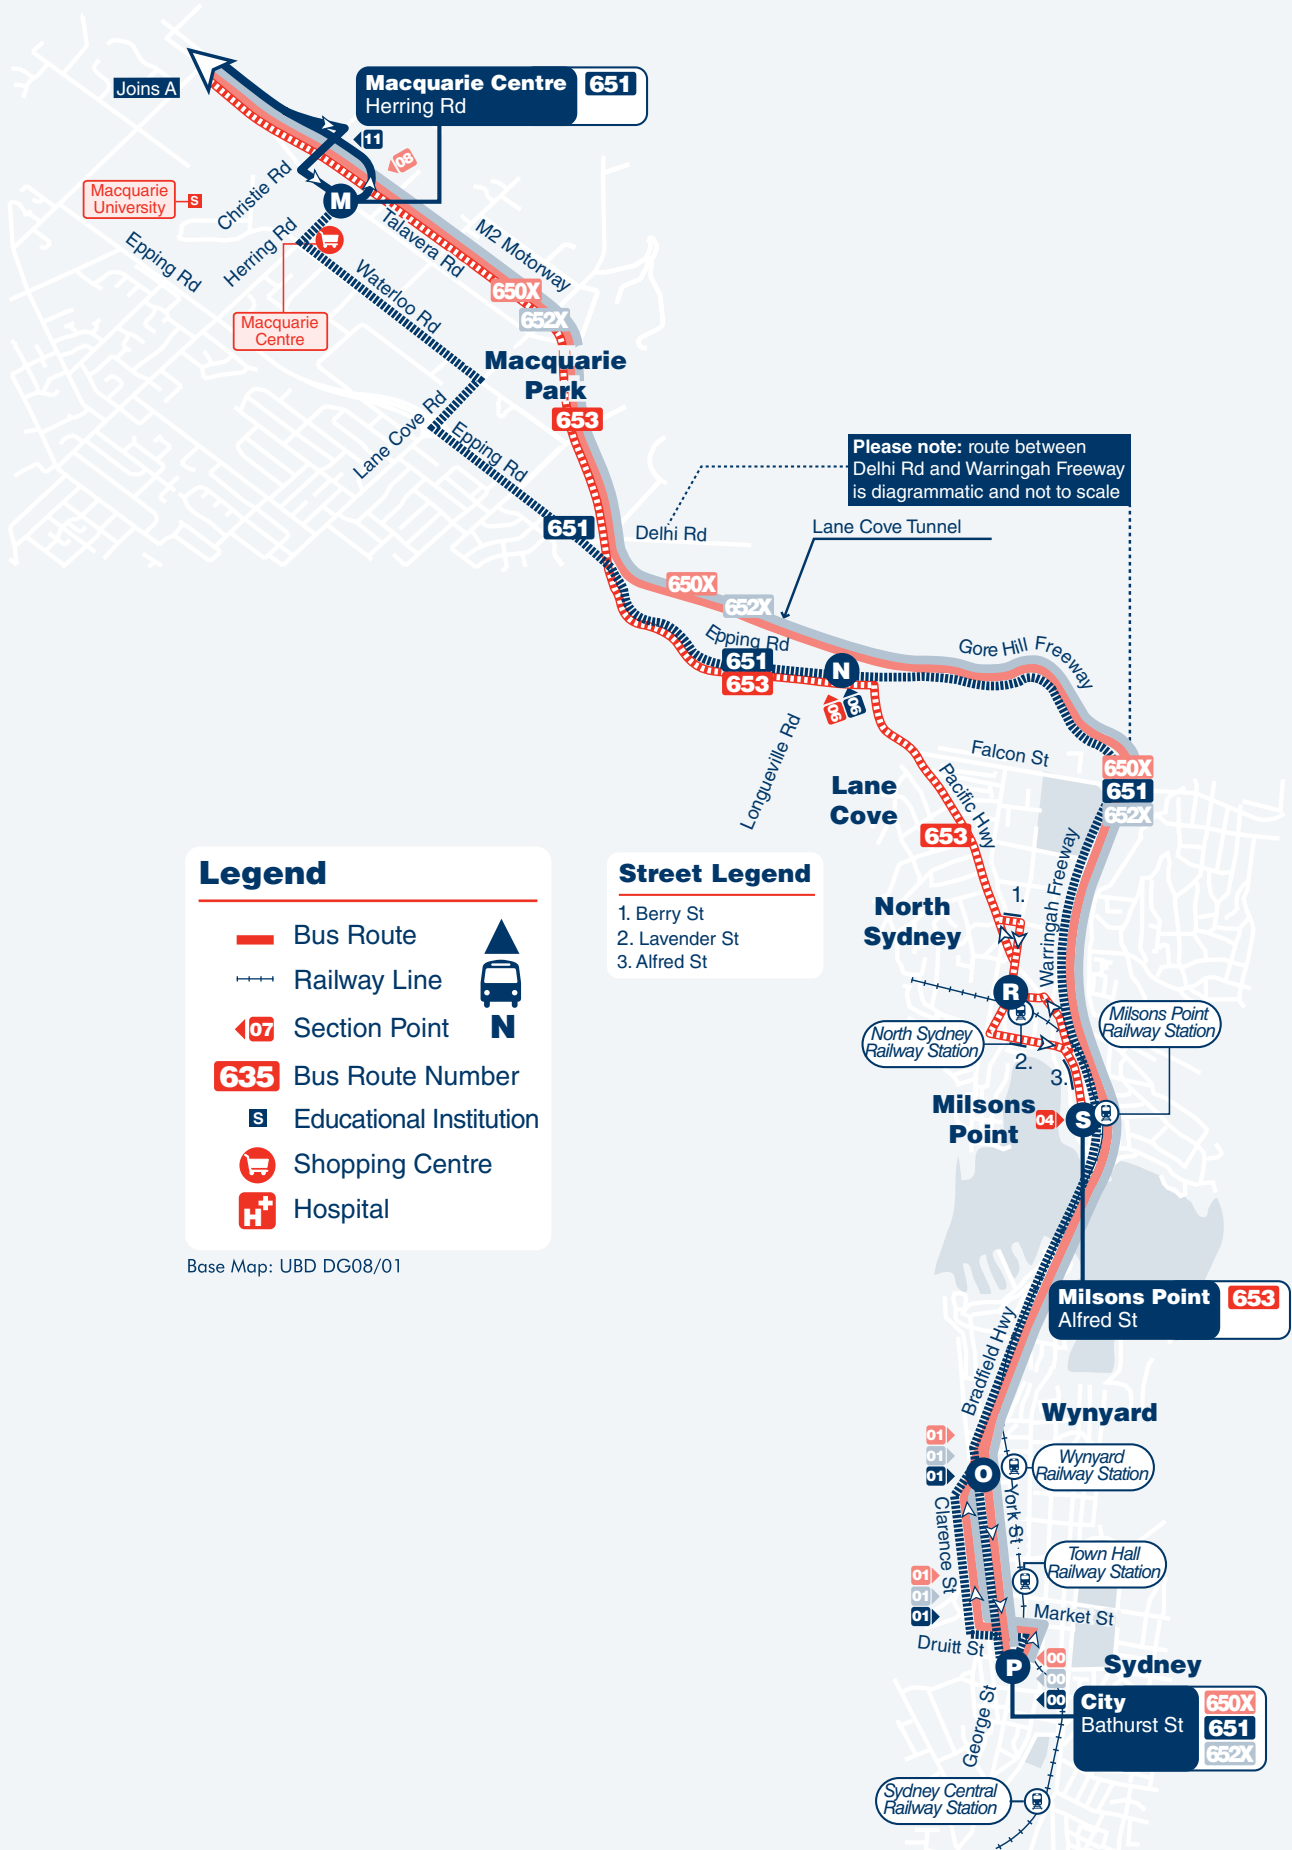 Joins A
Macquarie Centre
Herring Rd
651
11
08
Macquarie
University
S
Christie Rd
M
Herring Rd
Epping Rd
Talavera Rd
M2 Motorway
Waterloo Rd
Macquarie
Centre
650X
652X
Macquarie
Park
653
Lane Cove Rd
Epping Rd
651
Please note: route between
Delhi Rd and Warringah Freeway
is diagrammatic and not to scale
Delhi Rd
Lane Cove Tunnel
650X
652X
Epping Rd
651
653
N
06
06
Gore Hill Freeway
Longueville Rd
Falcon St
650X
651
652X
Lane
Cove
Pacific Hwy
653
Warringah Freeway
Legend
Bus Route
Railway Line
07
Section Point
N
635
Bus Route Number
S
Educational Institution
Shopping Centre
H
Hospital
Base Map: UBD DG08/01
Street Legend
1. Berry St
2. Lavender St
3. Alfred St
North
Sydney
1.
R
North Sydney
Railway Station
2.
3.
Milsons Point
Railway Station
Milsons
Point
04
S
Milsons Point
Alfred St
653
Bradfield Hwy
Wynyard
01
01
01
O
Wynyard
Railway Station
York St
Clarence St
Town Hall
Railway Station
01
01
01
Market St
Druitt St
P
00
00
00
Sydney
City
Bathurst St
650X
651
652X
George St
Sydney Central
Railway Station